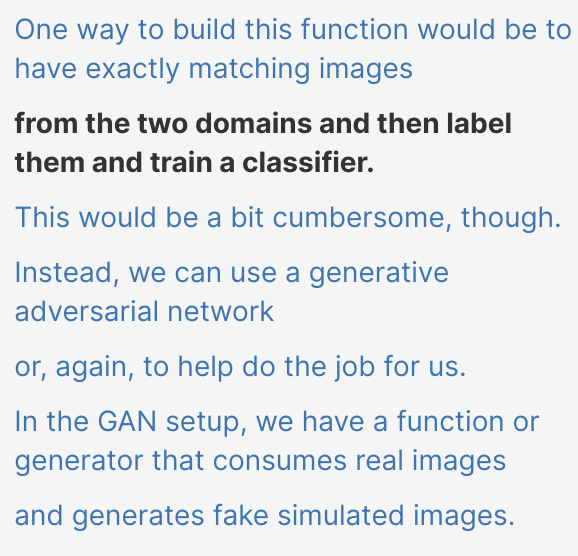 One way to build this function would be to
have exactly matching images
from the two domains and then label
them and train a classifier.
This would be a bit cumbersome, though.
Instead, we can use a generative
adversarial network
or, again, to help do the job for us.
In the GAN setup, we have a function or
generator that consumes real images
and generates fake simulated images.